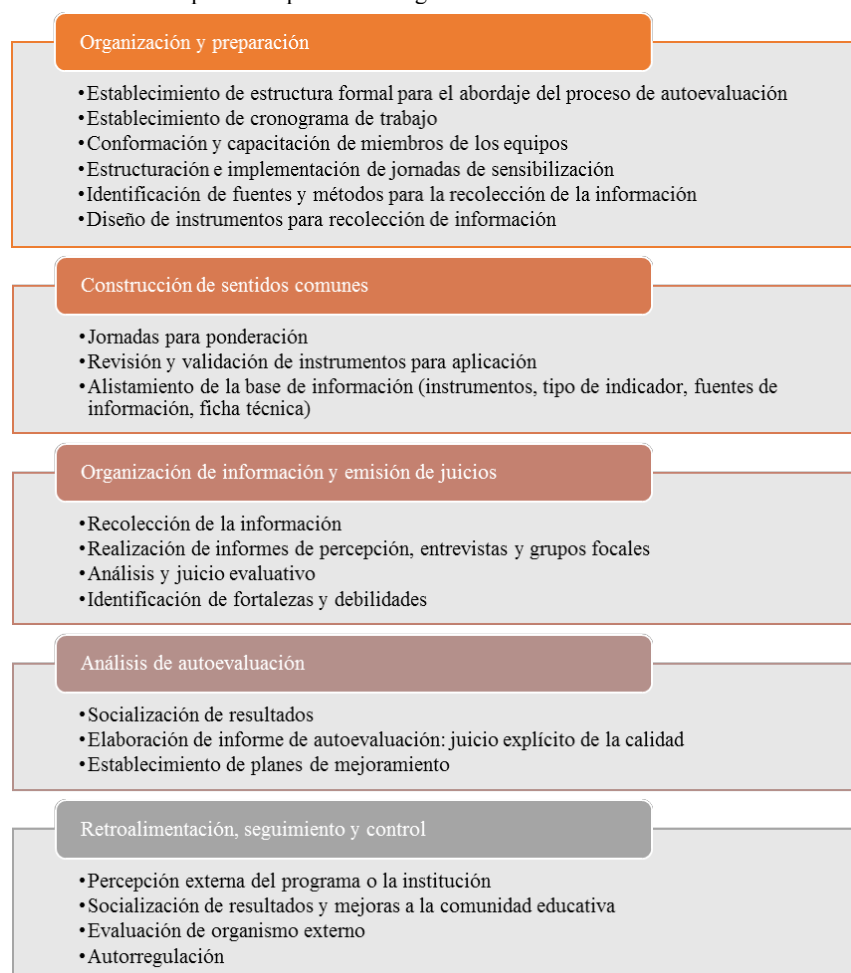 Organización y preparación
•Establecimiento de estructura formal para el abordaje del proceso de autoevaluación
•Establecimiento de cronograma de trabajo
•Conformación y capacitación de miembros de los equipos
•Estructuración e implementación de jornadas de sensibilización
•Identificación de fuentes y métodos para la recolección de la información
•Diseño de instrumentos para recolección de información
Construcción de sentidos comunes
•Jornadas para ponderación
•Revisión y validación de instrumentos para aplicación
•Alistamiento de la base de información (instrumentos, tipo de indicador, fuentes de
información, ficha técnica)
Organización de información y emisión de juicios
•Recolección de la información
•Realización de informes de percepción, entrevistas y grupos focales
•Análisis y juicio evaluativo
•Identificación de fortalezas y debilidades
Análisis de autoevaluación
•Socialización de resultados
•Elaboración de informe de autoevaluación: juicio explícito de la calidad
•Establecimiento de planes de mejoramiento
Retroalimentación, seguimiento y control
•Percepción externa del programa o la institución
•Socialización de resultados y mejoras a la comunidad educativa
•Evaluación de organismo externo
•Autorregulación